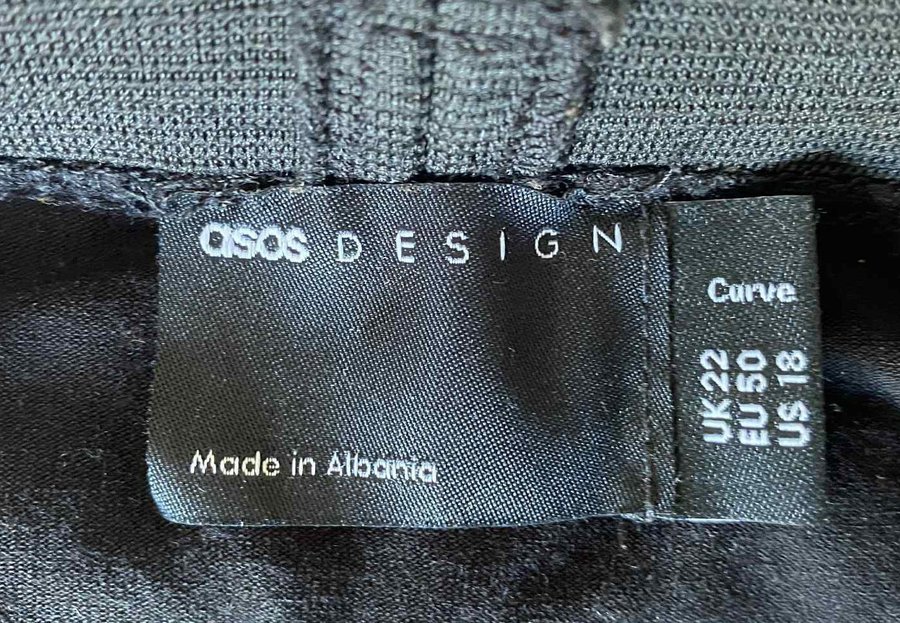 asos DESIGN
Made in Albania
Curve
UK 22
EU 50
US 18